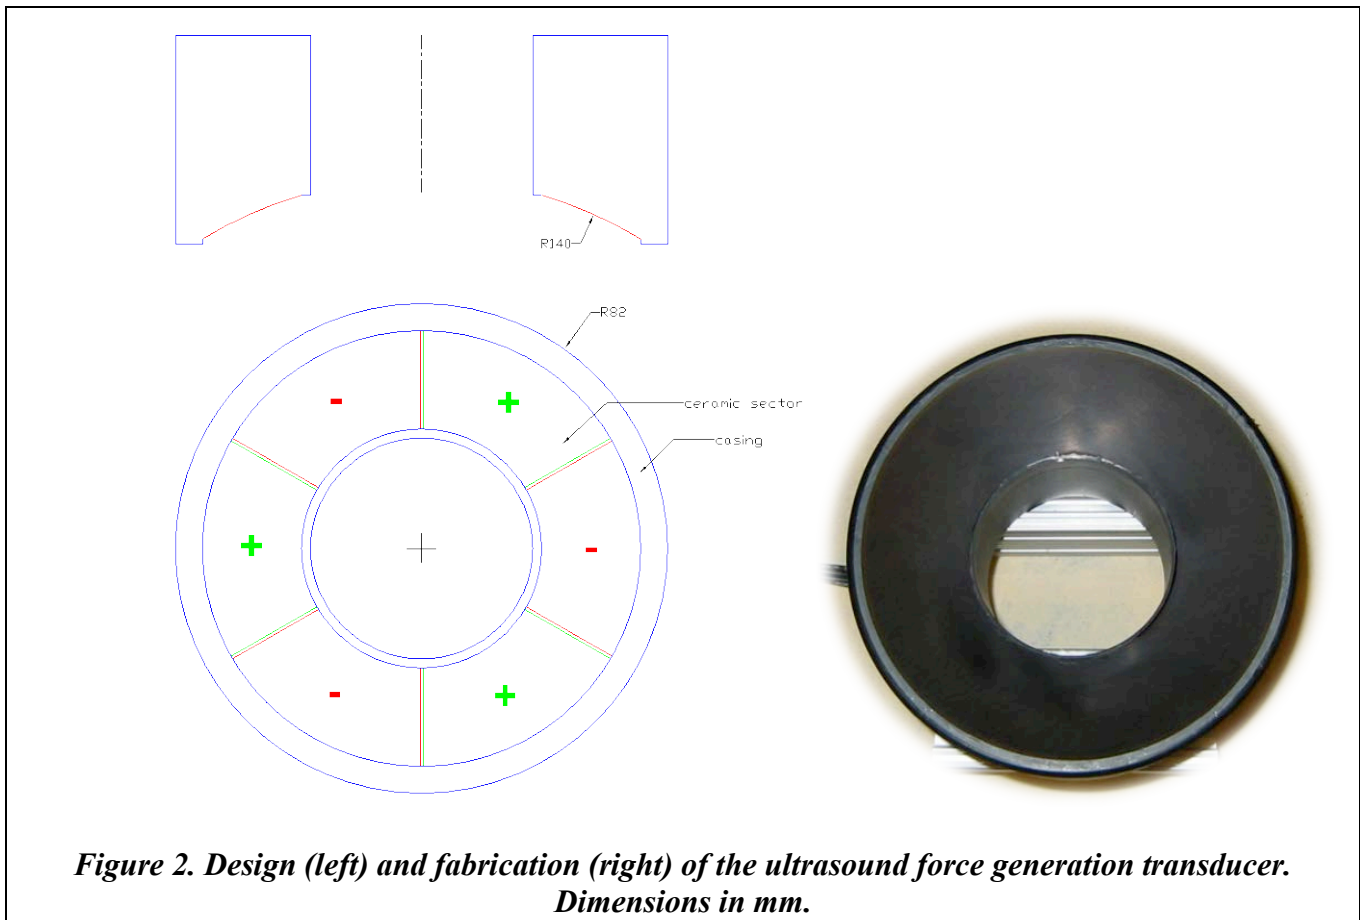 R140
R82
-
+
ceramic sector
casing
+
-
-
+
Figure 2. Design (left) and fabrication (right) of the ultrasound force generation transducer.
Dimensions in mm.